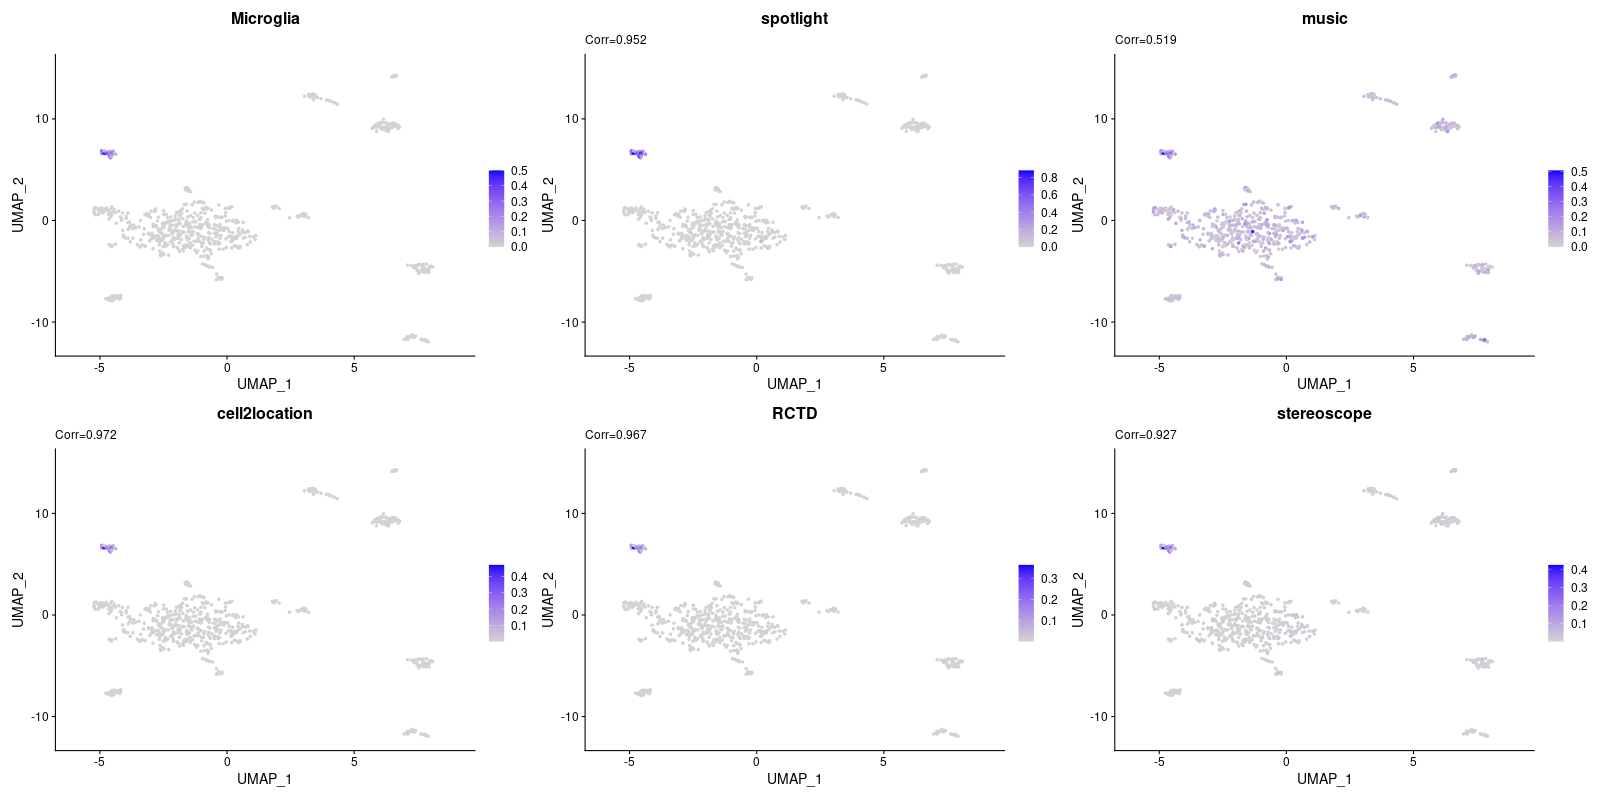 Microglia
UMAP_2
10
0
-10
-5
0
5
UMAP_1
0.5
0.4
0.3
0.2
0.1
0.0
spotlight
Corr=0.952
UMAP_2
10
0
-10
-5
0
5
UMAP_1
0.8
0.6
0.4
0.2
0.0
music
Corr=0.519
UMAP_2
10
0
-10
-5
0
5
UMAP_1
0.5
0.4
0.3
0.2
0.1
0.0
cell2location
Corr=0.972
UMAP_2
10
0
-10
-5
0
5
UMAP_1
0.4
0.3
0.2
0.1
RCTD
Corr=0.967
UMAP_2
10
0
-10
-5
0
5
UMAP_1
0.3
0.2
0.1
stereoscope
Corr=0.927
UMAP_2
10
0
-10
-5
0
5
UMAP_1
0.4
0.3
0.2
0.1